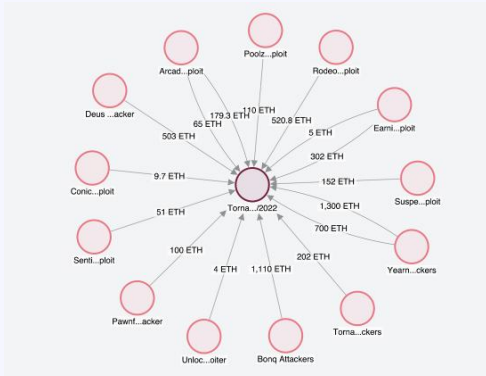 Poolz...ploit
Arcad...ploit
Rodeo...ploit
Deus ...acker
179.3 ETH
110 ETH
65 ETH
520.8 ETH
5 ETH
Earni...ploit
503 ETH
302 ETH
9.7 ETH
152 ETH
Conic...ploit
Suspe...ploit
Torna.../2022
1,300 ETH
51 ETH
700 ETH
Senti...ploit
Yearn...ckers
100 ETH
4 ETH
1,110 ETH
202 ETH
Pawnf...acker
Torna...ckers
Unloc...oiter
Bonq Attackers